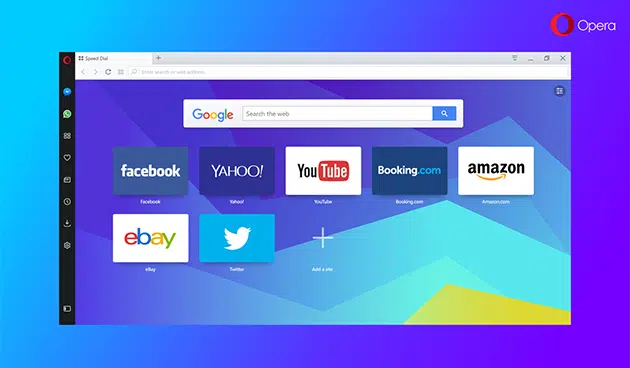 Opera
Speed Dial
Enter search or web address
Google
Search the web
facebook
YAHOO!
YouTube
Booking.com
amazon
Facebook
Yahoo!
YouTube
Booking.com
Amazon.com
ebay
eBay
Twitter
Add a site